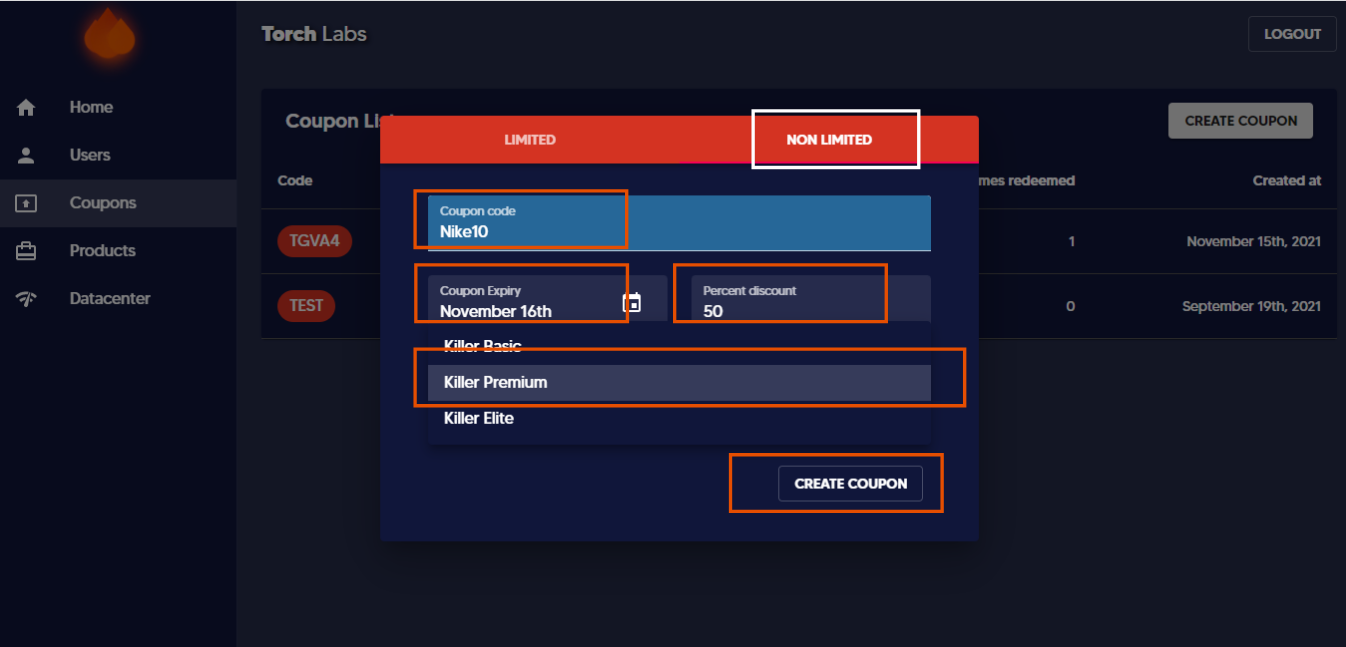 Torch Labs
LOGOUT
Home
Users
Coupons
Products
Datacenter
Coupon List
CREATE COUPON
Code
mes redeemed
Created at
TGVA4
1
November 15th, 2021
TEST
0
September 19th, 2021
LIMITED
NON LIMITED
Coupon code
Nike10
Coupon Expiry
November 16th
Percent discount
50
Killer Basic
Killer Premium
Killer Elite
CREATE COUPON